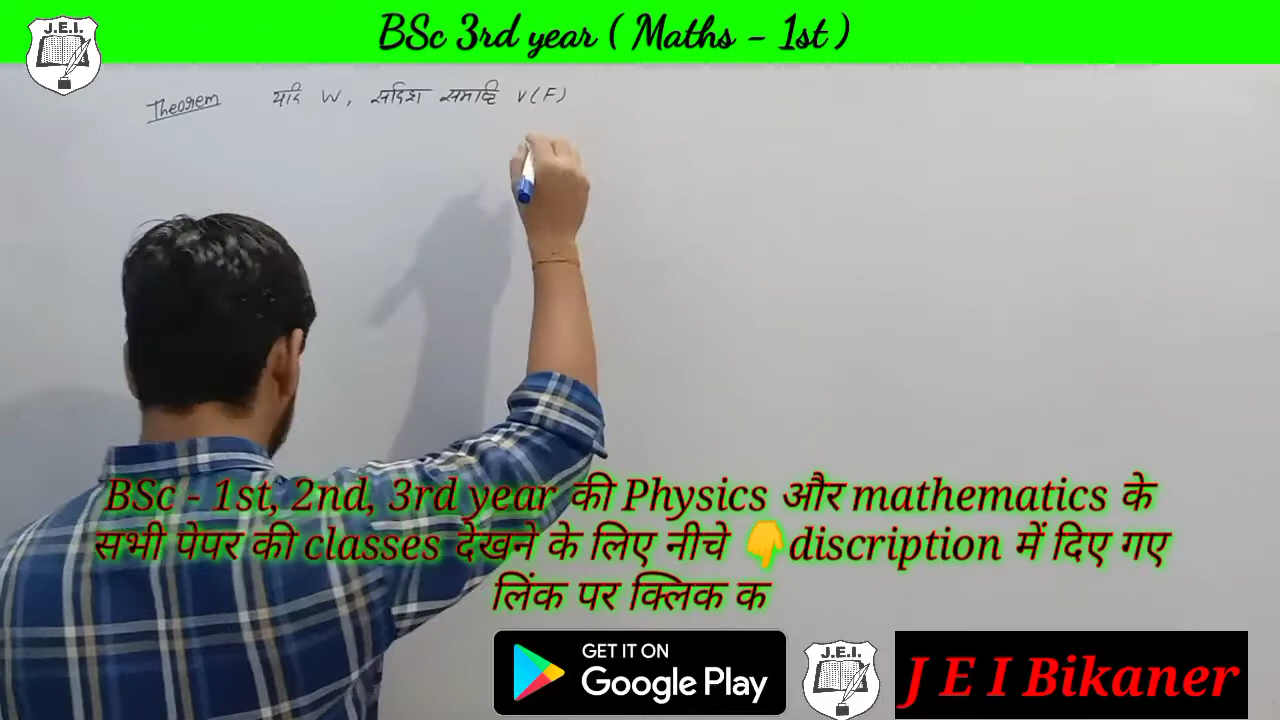 BSc 3rd year ( Maths - 1st )
J.E.I.
Theorem यदि W, सदिश समष्टि V(F)
BSc - 1st, 2nd, 3rd year की Physics और mathematics के
सभी पेपर की classes देखने के लिए नीचे 👇discription में दिए गए
लिंक पर क्लिक क
GET IT ON
Google Play
J.E.I.
J E I Bikaner